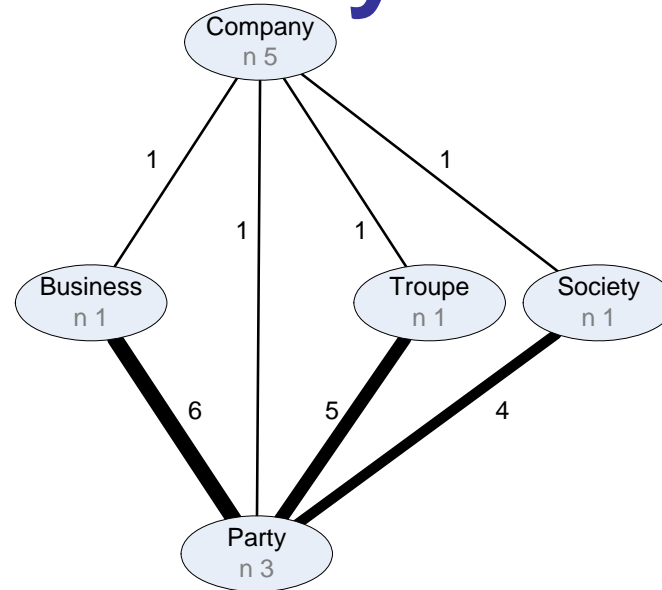 y
Company
n 5
1
1
1
1
Business
n 1
Troupe
n 1
Society
n 1
6
5
4
Party
n 3